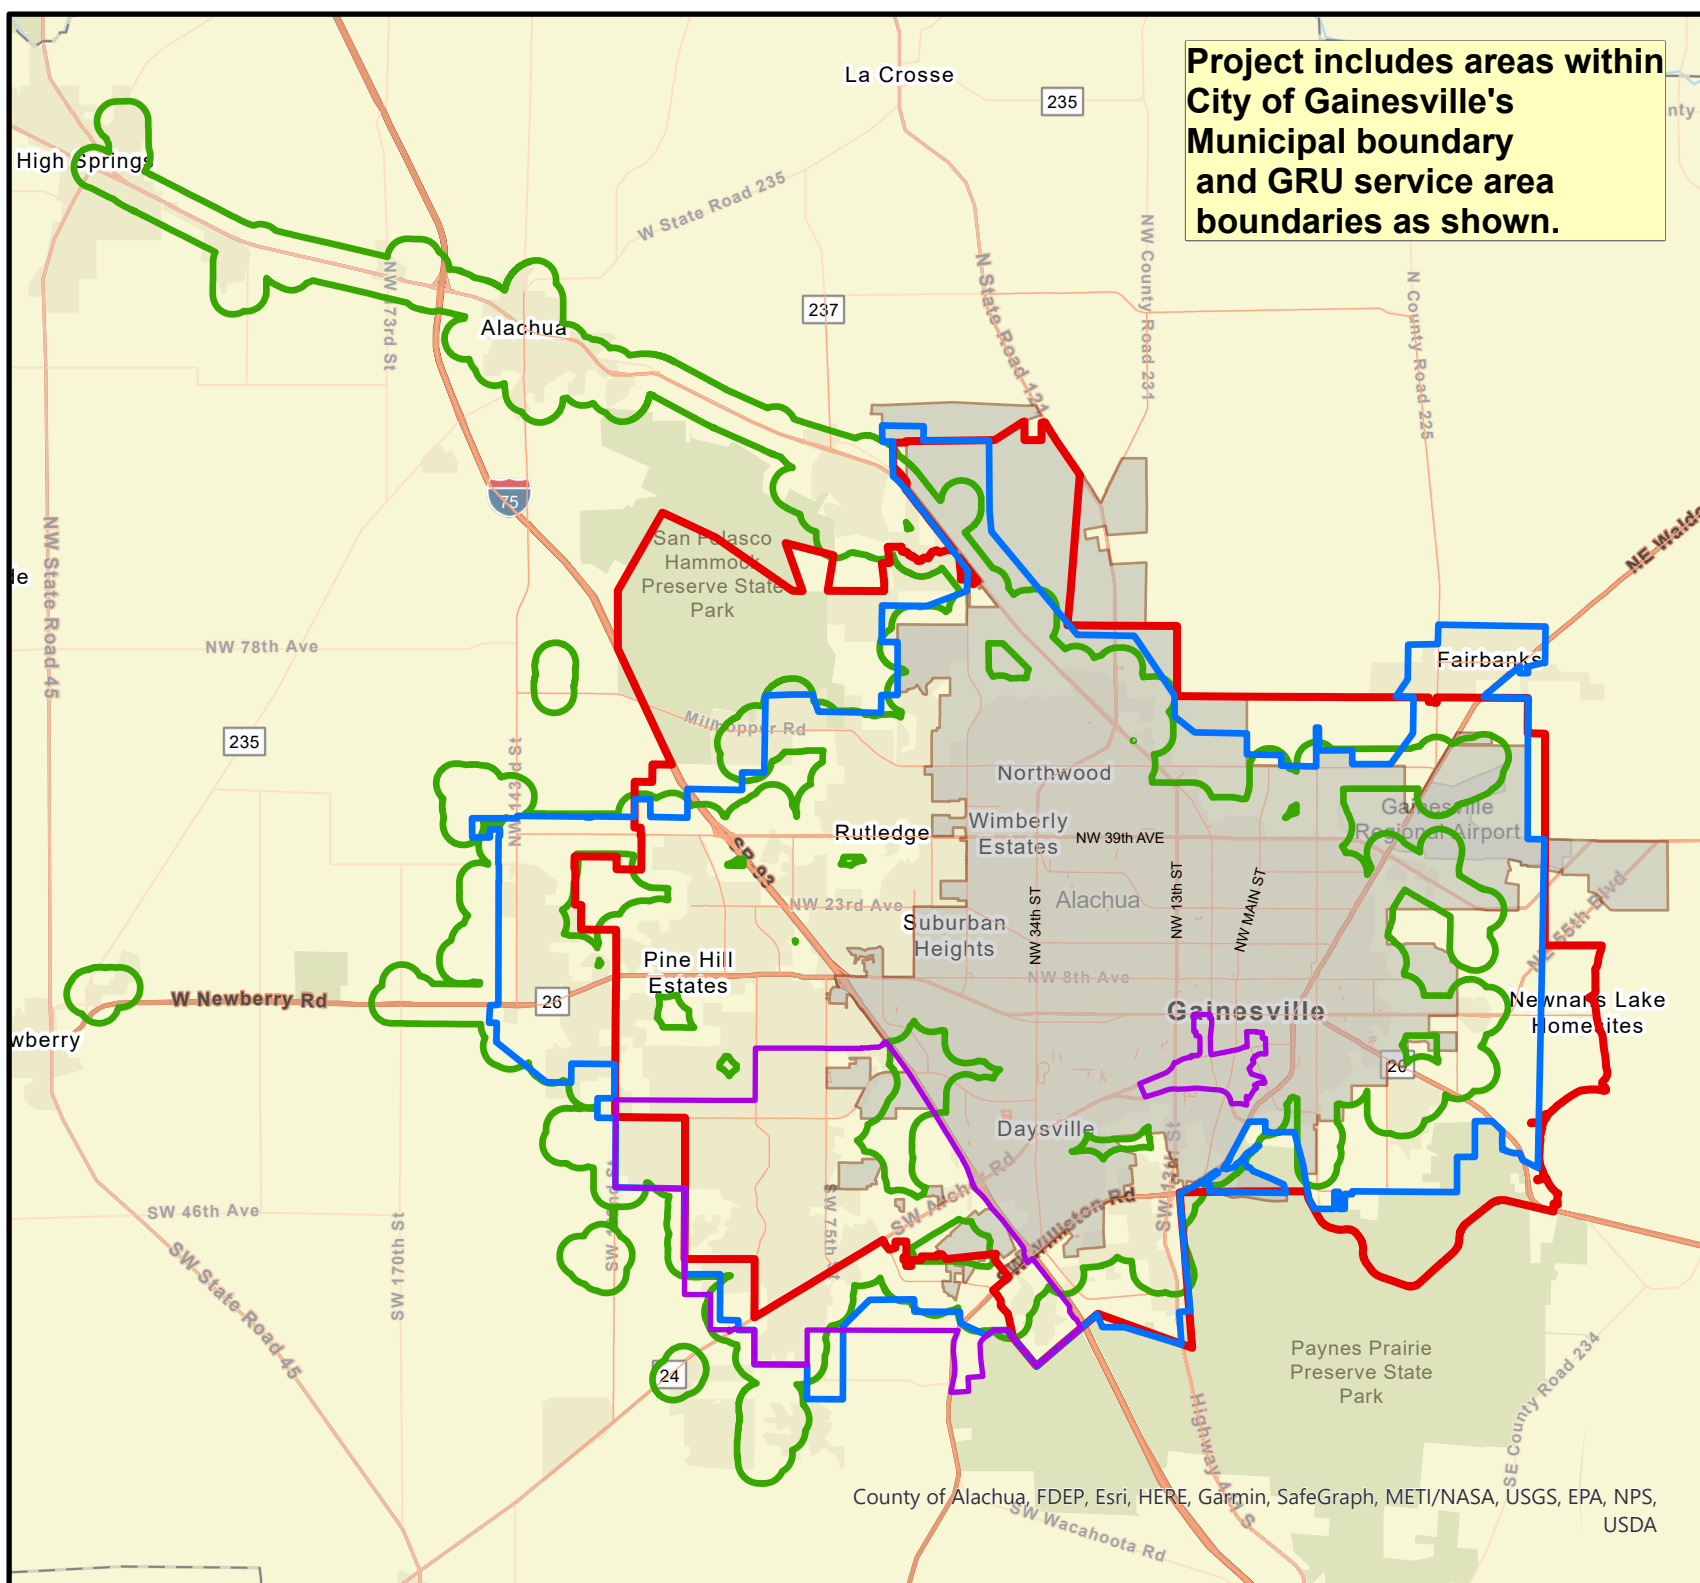 Project includes areas within
City of Gainesville's
Municipal boundary
and GRU service area
boundaries as shown.
La Crosse
235
High Springs
W State Road 235
NW 173rd St
237
Alachua
N State Road 121
NW County Road 231
N County Road 225
75
NW State Road 45
San Felasco
Hammock
Preserve State
Park
NW 78th Ave
Fairbanks
235
Millhopper Rd
NW 143rd St
Northwood
Gainesville
Regional Airport
Rutledge
Wimberly
Estates
NW 39th AVE
SR 93
NW 23rd Ave
Alachua
NW 34th ST
NW 13th ST
NW MAIN ST
Suburban
Heights
NE 55th Blvd
Pine Hill
Estates
NW 8th Ave
W Newberry Rd
26
Gainesville
Newnans Lake
Homesites
wberry
20
Daysville
SW 13th St
SW Archer Rd
SW Williston Rd
SW 75th St
SW 46th Ave
SW 170th St
SW State Road 45
24
Paynes Prairie
Preserve State
Park
SE County Road 234
Highway 441 S
County of Alachua, FDEP, Esri, HERE, Garmin, SafeGraph, METI/NASA, USGS, EPA, NPS,
USDA
SW Wacahoota Rd